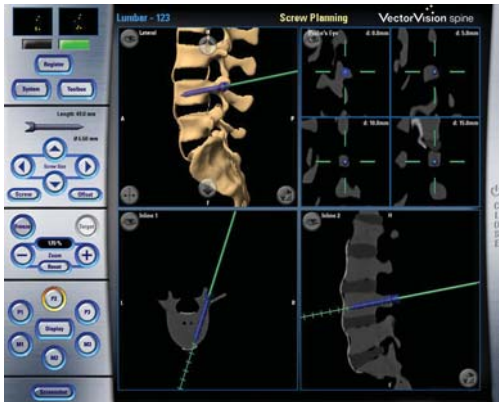 Lumbar - 123
Screw Planning
VectorVision spine
Register
System
Toolbox
Length: 45.0 mm
Ø 6.50 mm
Screw Size
Screw
Offset
Freeze
Target
170 %
Zoom
Reset
P1
P2
P3
Display
M1
M2
M3
Screenshot
Lateral
A
P
F
d: 0.0mm
d: 5.0mm
d: 10.0mm
d: 15.0mm
Inline 1
L
R
Inline 2
H
F